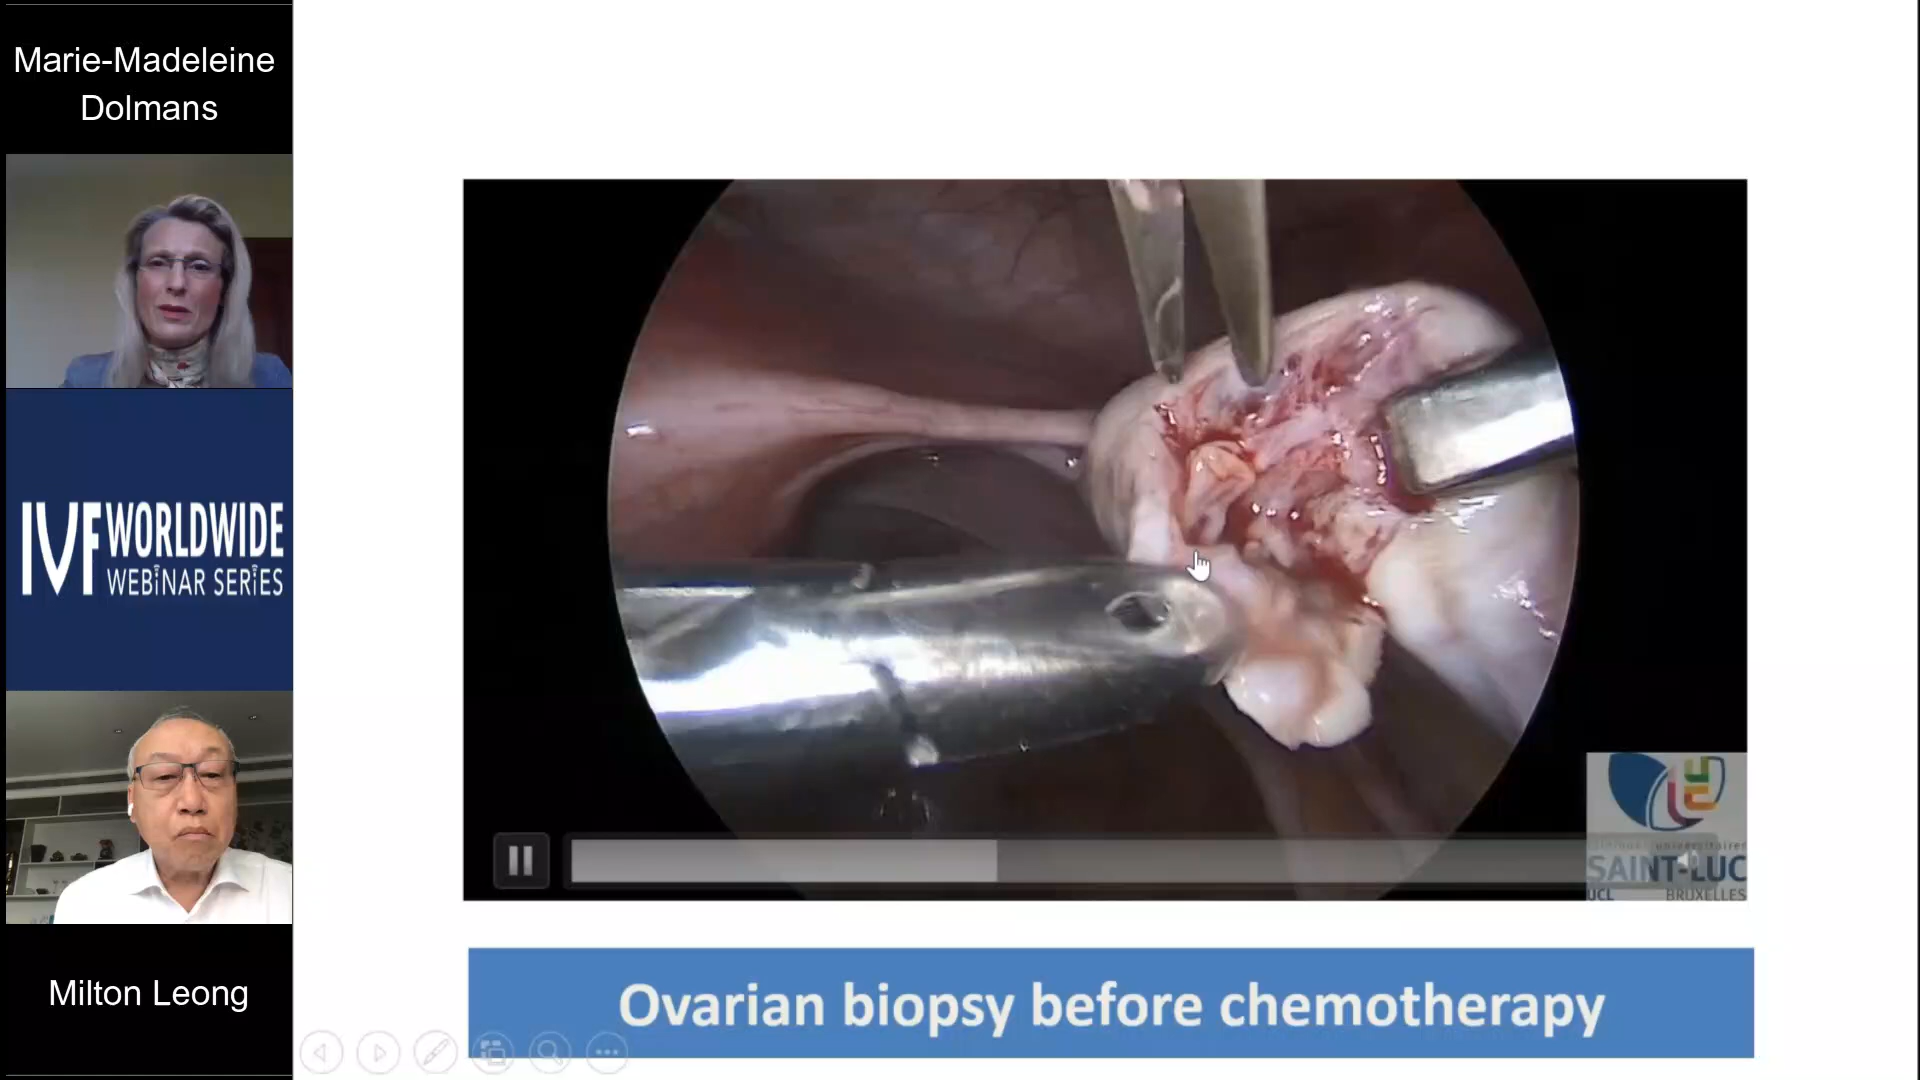 Marie-Madeleine
Dolmans
IVF WORLDWIDE
WEBINAR SERIES
Milton Leong
SAINT-LUC
UCL BRUXELLES
Ovarian biopsy before chemotherapy